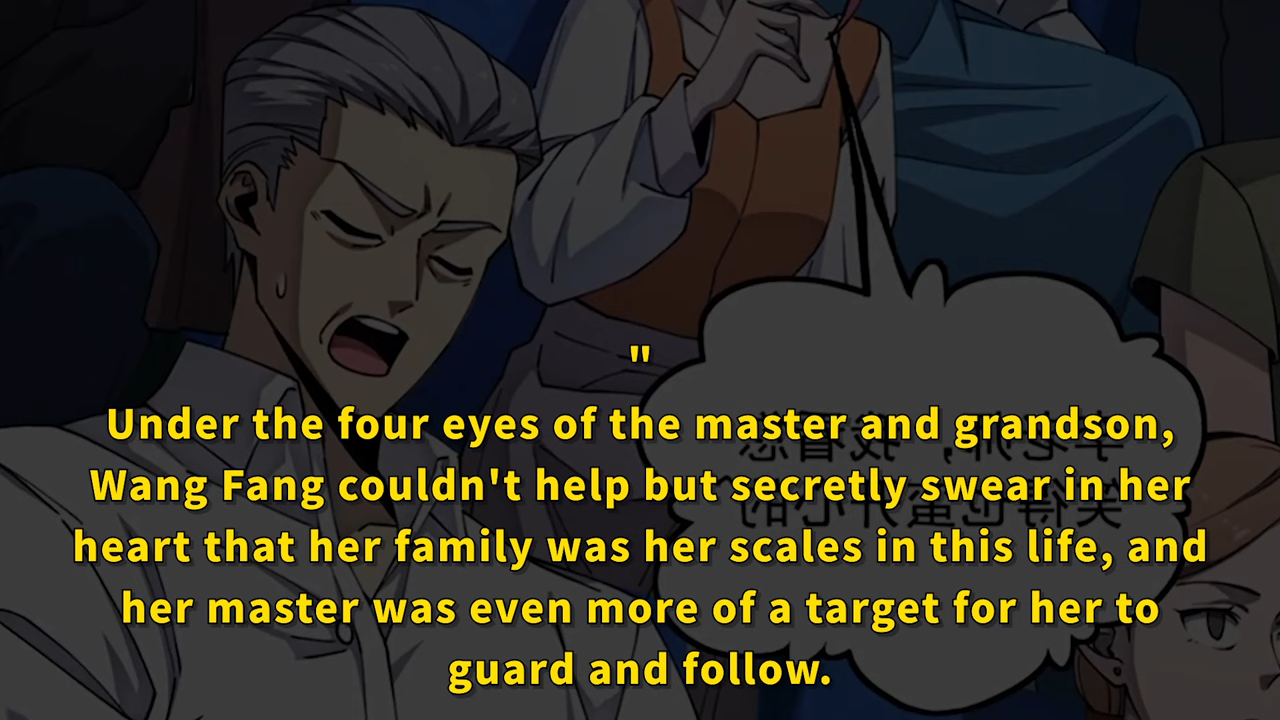 "
Under the four eyes of the master and grandson,
Wang Fang couldn't help but secretly swear in her
heart that her family was her scales in this life, and
her master was even more of a target for her to
guard and follow.